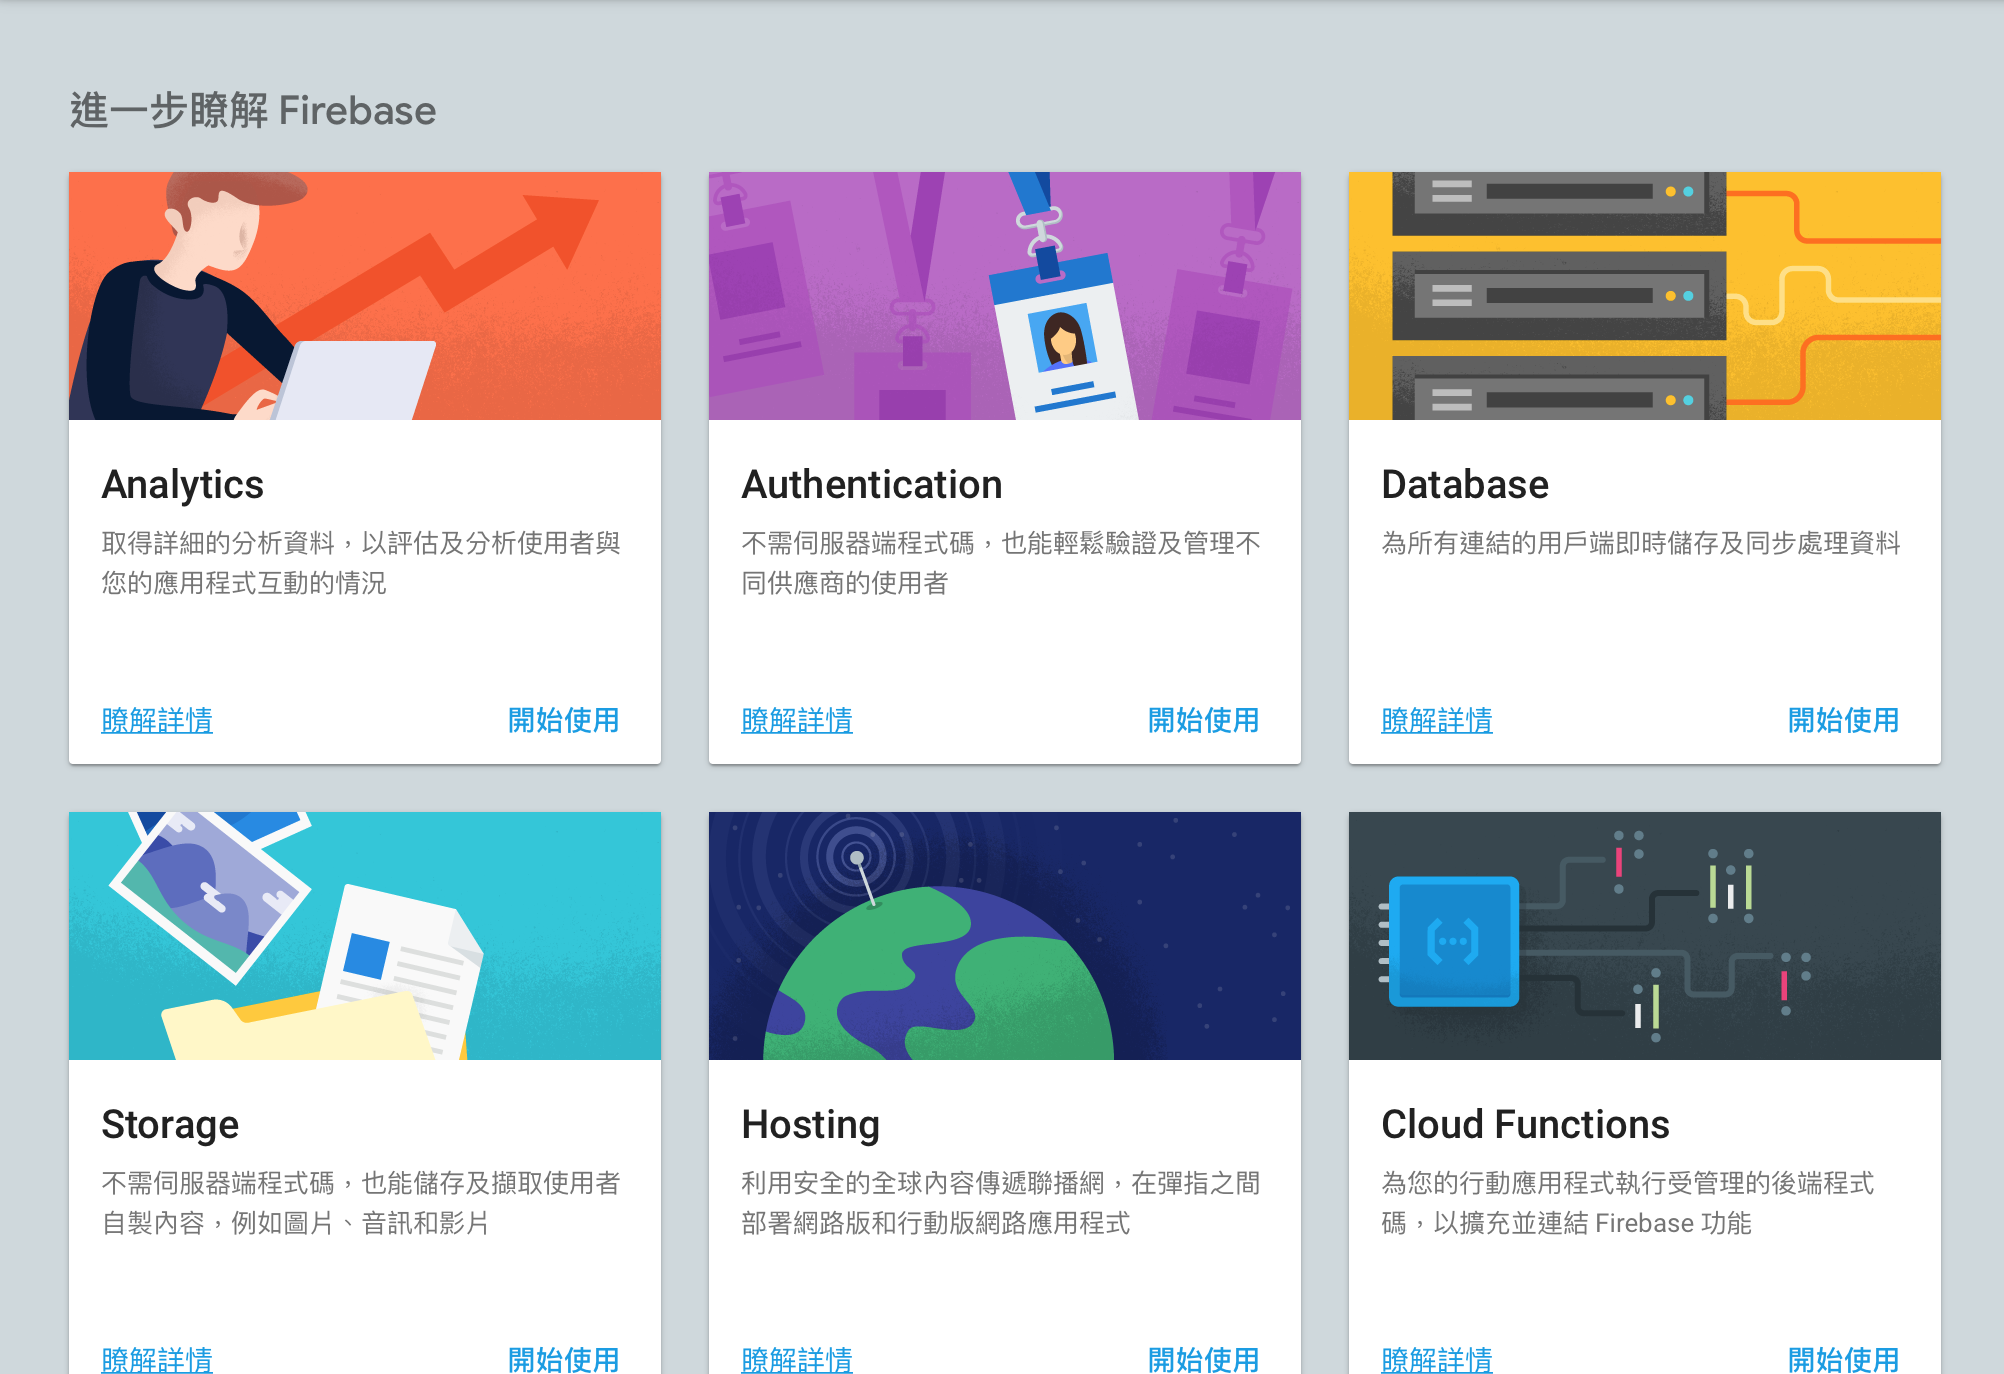 進一步瞭解 Firebase
Analytics
取得詳細的分析資料，以評估及分析使用者與
您的應用程式互動的情況
瞭解詳情
開始使用
Authentication
不需伺服器端程式碼，也能輕鬆驗證及管理不
同供應商的使用者
瞭解詳情
開始使用
Database
為所有連結的用戶端即時儲存及同步處理資料
瞭解詳情
開始使用
Storage
不需伺服器端程式碼，也能儲存及擷取使用者
自製內容，例如圖片、音訊和影片
瞭解詳情
開始使用
Hosting
利用安全的全球內容傳遞聯播網，在彈指之間
部署網路版和行動版網路應用程式
瞭解詳情
開始使用
Cloud Functions
為您的行動應用程式執行受管理的後端程式
碼，以擴充並連結 Firebase 功能
瞭解詳情
開始使用